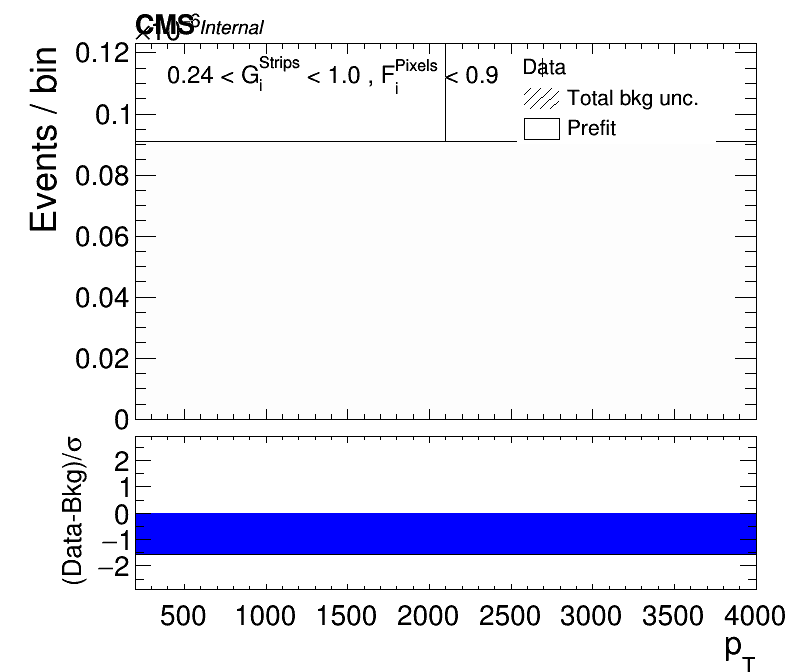 CMS Internal
×10^6
0.24 < G_i^Strips < 1.0 , F_i^Pixels < 0.9
Data
Total bkg unc.
Prefit
Events / bin
0.12
0.1
0.08
0.06
0.04
0.02
0
(Data-Bkg)/σ
2
1
0
−1
−2
500 1000 1500 2000 2500 3000 3500 4000
p_T